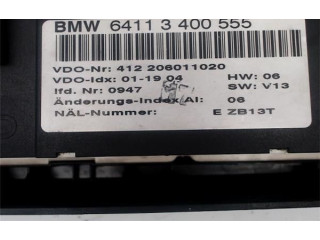 BMW 6411 3 400 555
VDO-Nr: 412 206011020
VDO-Idx: 01-19 04 HW: 06
lfd. Nr: 0947 SW: V13
Änderungs-Index AI: 06
NÄL-Nummer: E ZB13T